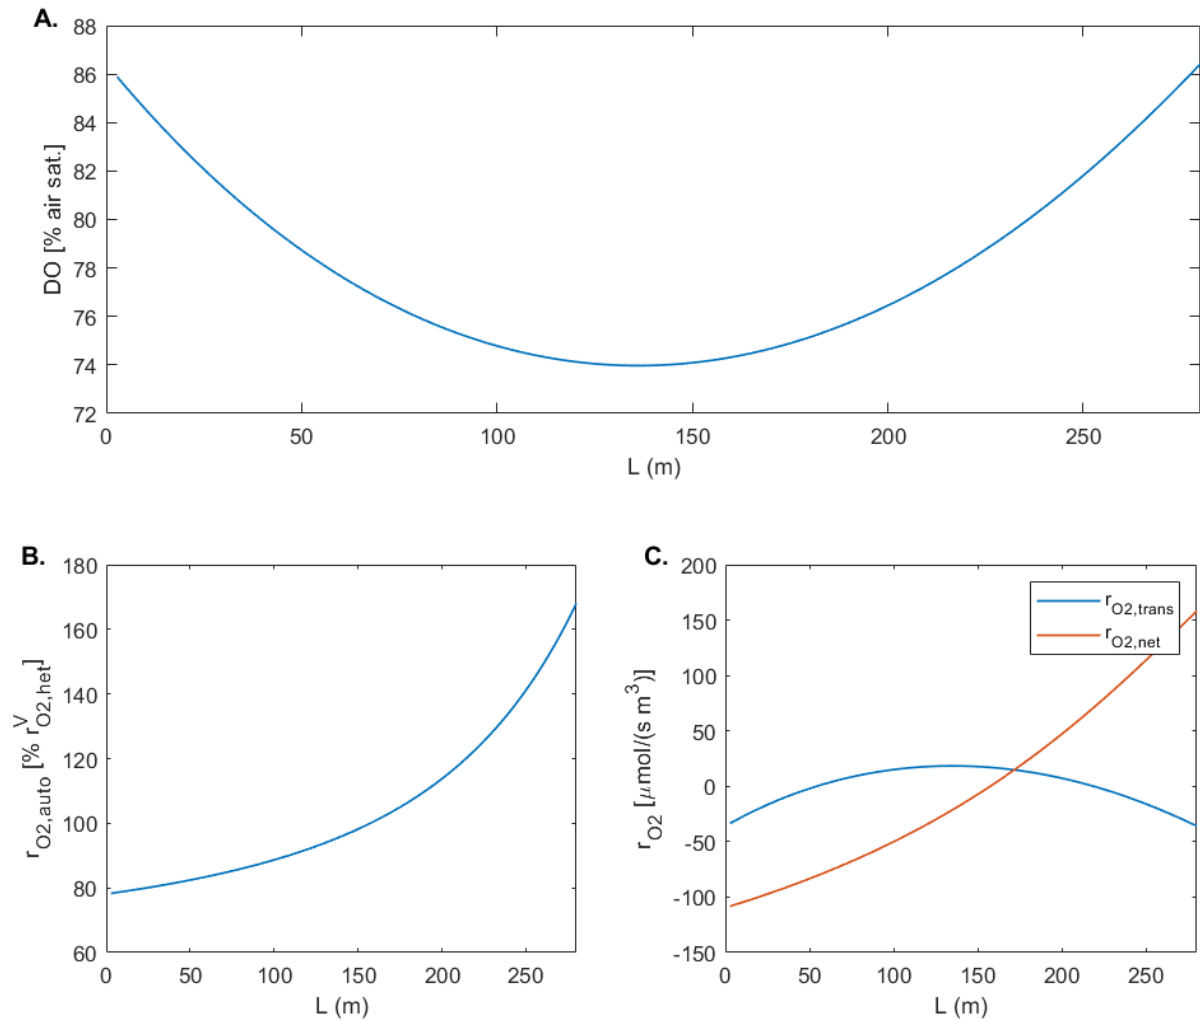 A.
DO [% air sat.]
88
86
84
82
80
78
76
74
72
0 50 100 150 200 250
L (m)
B.
r_O2,auto [% r^V_O2,het]
180
160
140
120
100
80
60
0 50 100 150 200 250
L (m)
C.
r_O2 [μmol/(s m^3)]
200
150
100
50
0
-50
-100
-150
0 50 100 150 200 250
L (m)
r_O2,trans
r_O2,net